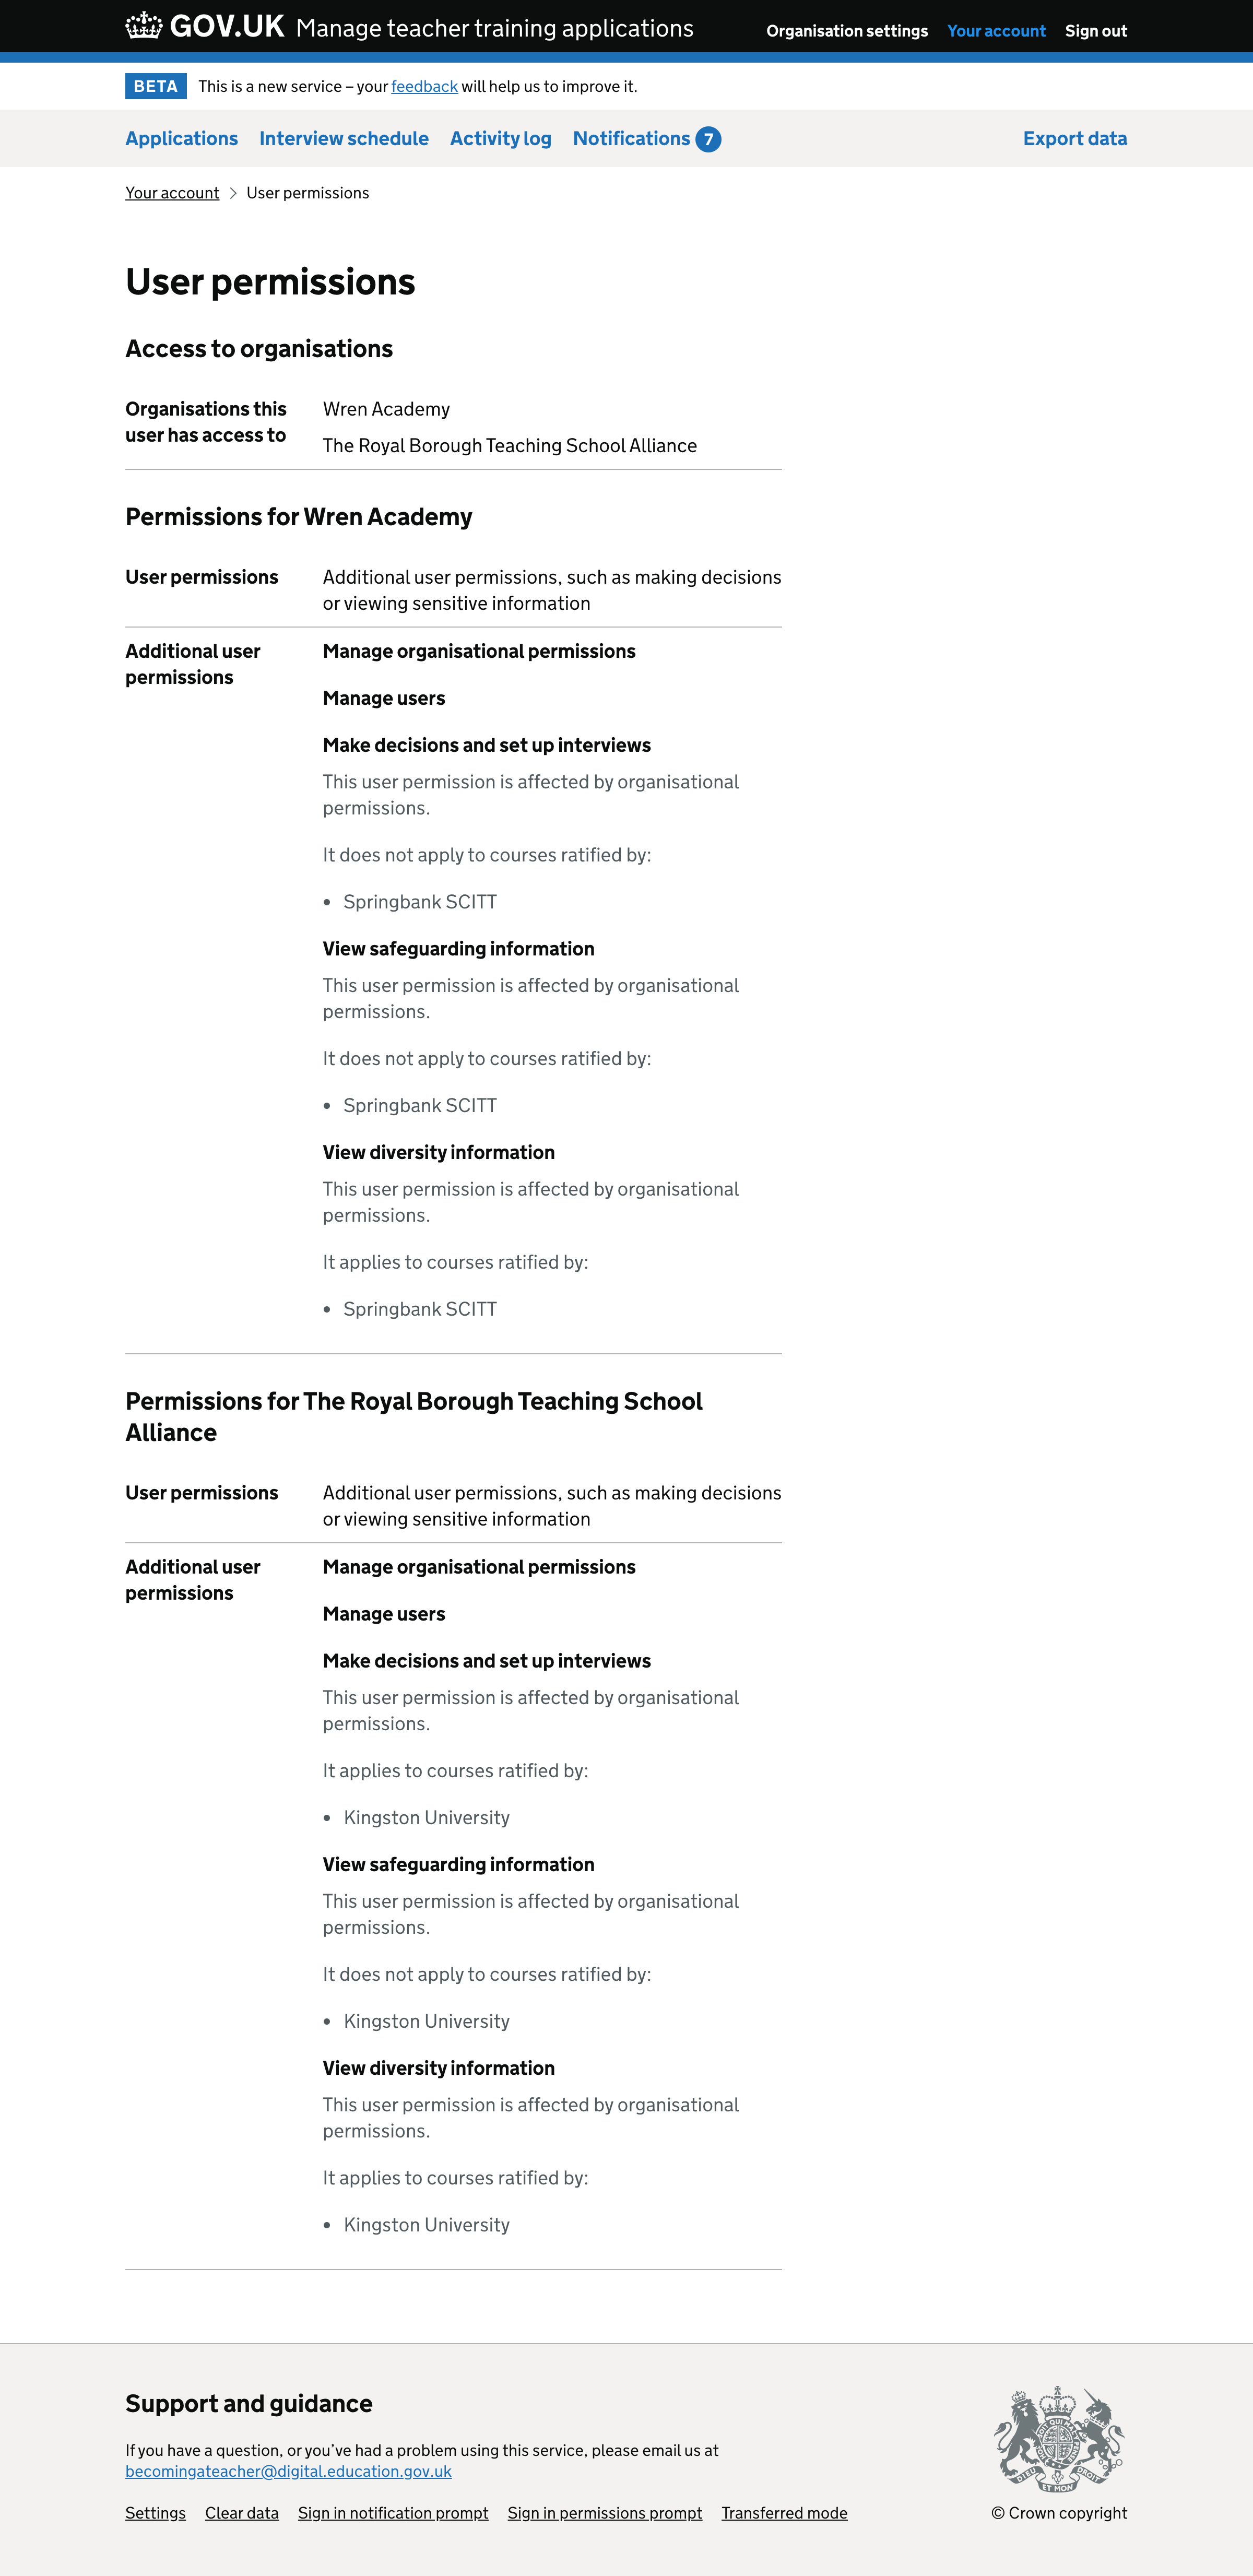 GOV.UK Manage teacher training applications Organisation settings Your account Sign out
BETA This is a new service – your feedback will help us to improve it.
Applications Interview schedule Activity log Notifications 7 Export data
Your account User permissions
User permissions
Access to organisations
Organisations this
user has access to
Wren Academy
The Royal Borough Teaching School Alliance
Permissions for Wren Academy
User permissions
Additional user permissions, such as making decisions
or viewing sensitive information
Additional user
permissions
Manage organisational permissions
Manage users
Make decisions and set up interviews
This user permission is affected by organisational
permissions.
It does not apply to courses ratified by:
• Springbank SCITT
View safeguarding information
This user permission is affected by organisational
permissions.
It does not apply to courses ratified by:
• Springbank SCITT
View diversity information
This user permission is affected by organisational
permissions.
It applies to courses ratified by:
• Springbank SCITT
Permissions for The Royal Borough Teaching School
Alliance
User permissions
Additional user permissions, such as making decisions
or viewing sensitive information
Additional user
permissions
Manage organisational permissions
Manage users
Make decisions and set up interviews
This user permission is affected by organisational
permissions.
It applies to courses ratified by:
• Kingston University
View safeguarding information
This user permission is affected by organisational
permissions.
It does not apply to courses ratified by:
• Kingston University
View diversity information
This user permission is affected by organisational
permissions.
It applies to courses ratified by:
• Kingston University
Support and guidance
If you have a question, or you’ve had a problem using this service, please email us at
becomingateacher@digital.education.gov.uk
Settings Clear data Sign in notification prompt Sign in permissions prompt Transferred mode
DIEU ET MON DROIT
© Crown copyright